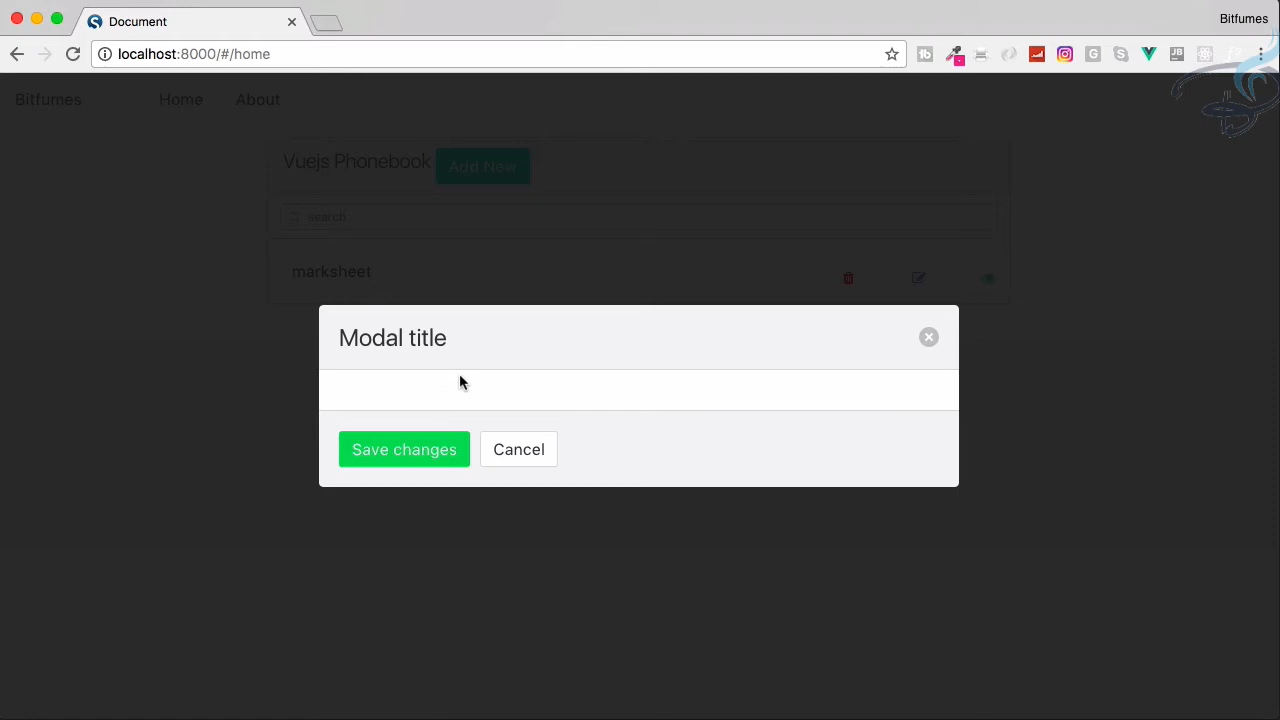 Document
Bitfumes
localhost:8000/#/home
Bitfumes
Home
About
Vuejs Phonebook
Add New
search
marksheet
Modal title
Save changes
Cancel